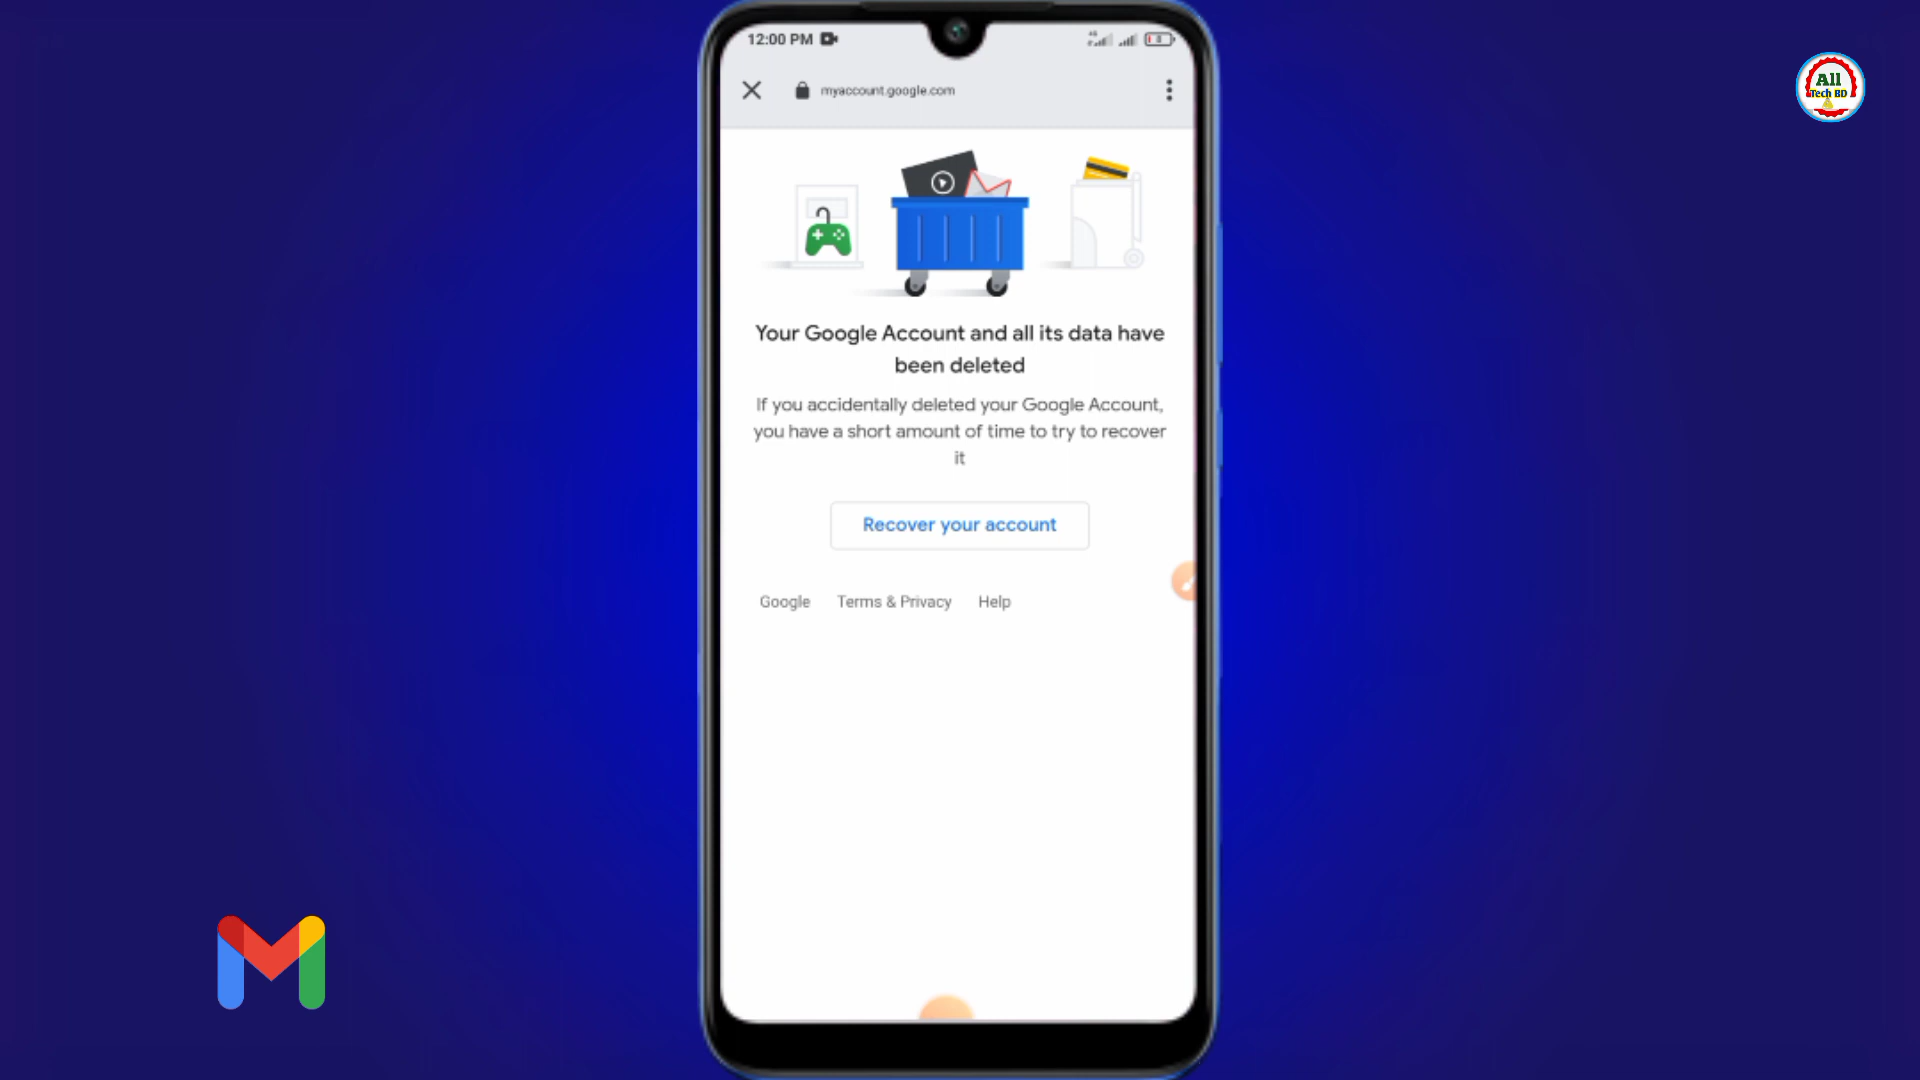 12:00 PM
All
Tech BD
myaccount.google.com
Your Google Account and all its data have
been deleted
If you accidentally deleted your Google Account,
you have a short amount of time to try to recover
it
Recover your account
Google Terms & Privacy Help